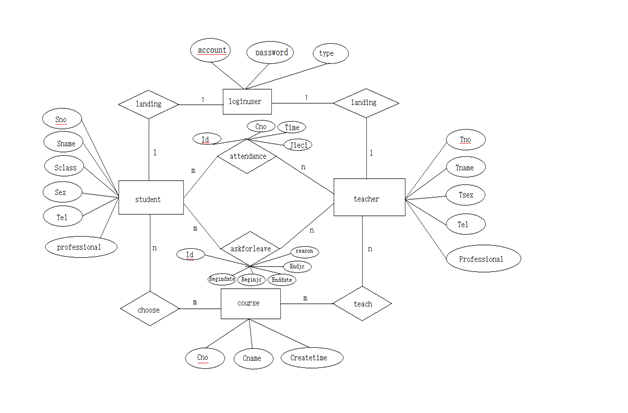 account
password
type
landing
1
loginuser
1
landing
Sno
Sname
Sclass
Sex
Tel
professional
1
student
n
Id
Cno
Time
Jieci
attendance
m
n
1
teacher
Tno
Tname
Tsex
Tel
Professional
m
n
n
askforleave
Id
reason
Endjc
Begindate
Beginjc
Enddate
choose
m
course
m
teach
Cno
Cname
Createtime